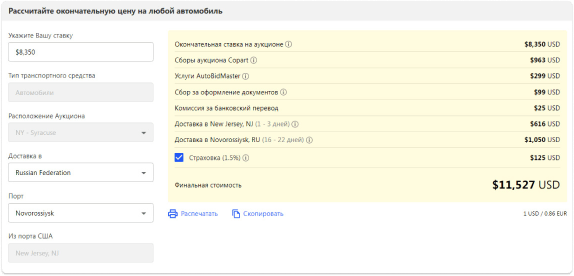 Рассчитайте окончательную цену на любой автомобиль
Укажите Вашу ставку
$8,350
Тип транспортного средства
Автомобили
Расположение Аукциона
NY - Syracuse
Доставка в
Russian Federation
Порт
Novorossiysk
Из порта США
New Jersey, NJ
Окончательная ставка на аукционе $8,350 USD
Сборы аукциона Copart $963 USD
Услуги AutoBidMaster $299 USD
Сбор за оформление документов $99 USD
Комиссия за банковский перевод $25 USD
Доставка в New Jersey, NJ (1 - 3 дней) $616 USD
Доставка в Novorossiysk, RU (16 - 22 дней) $1,050 USD
Страховка (1.5%) $125 USD
Финальная стоимость $11,527 USD
Распечатать Скопировать 1 USD / 0.86 EUR